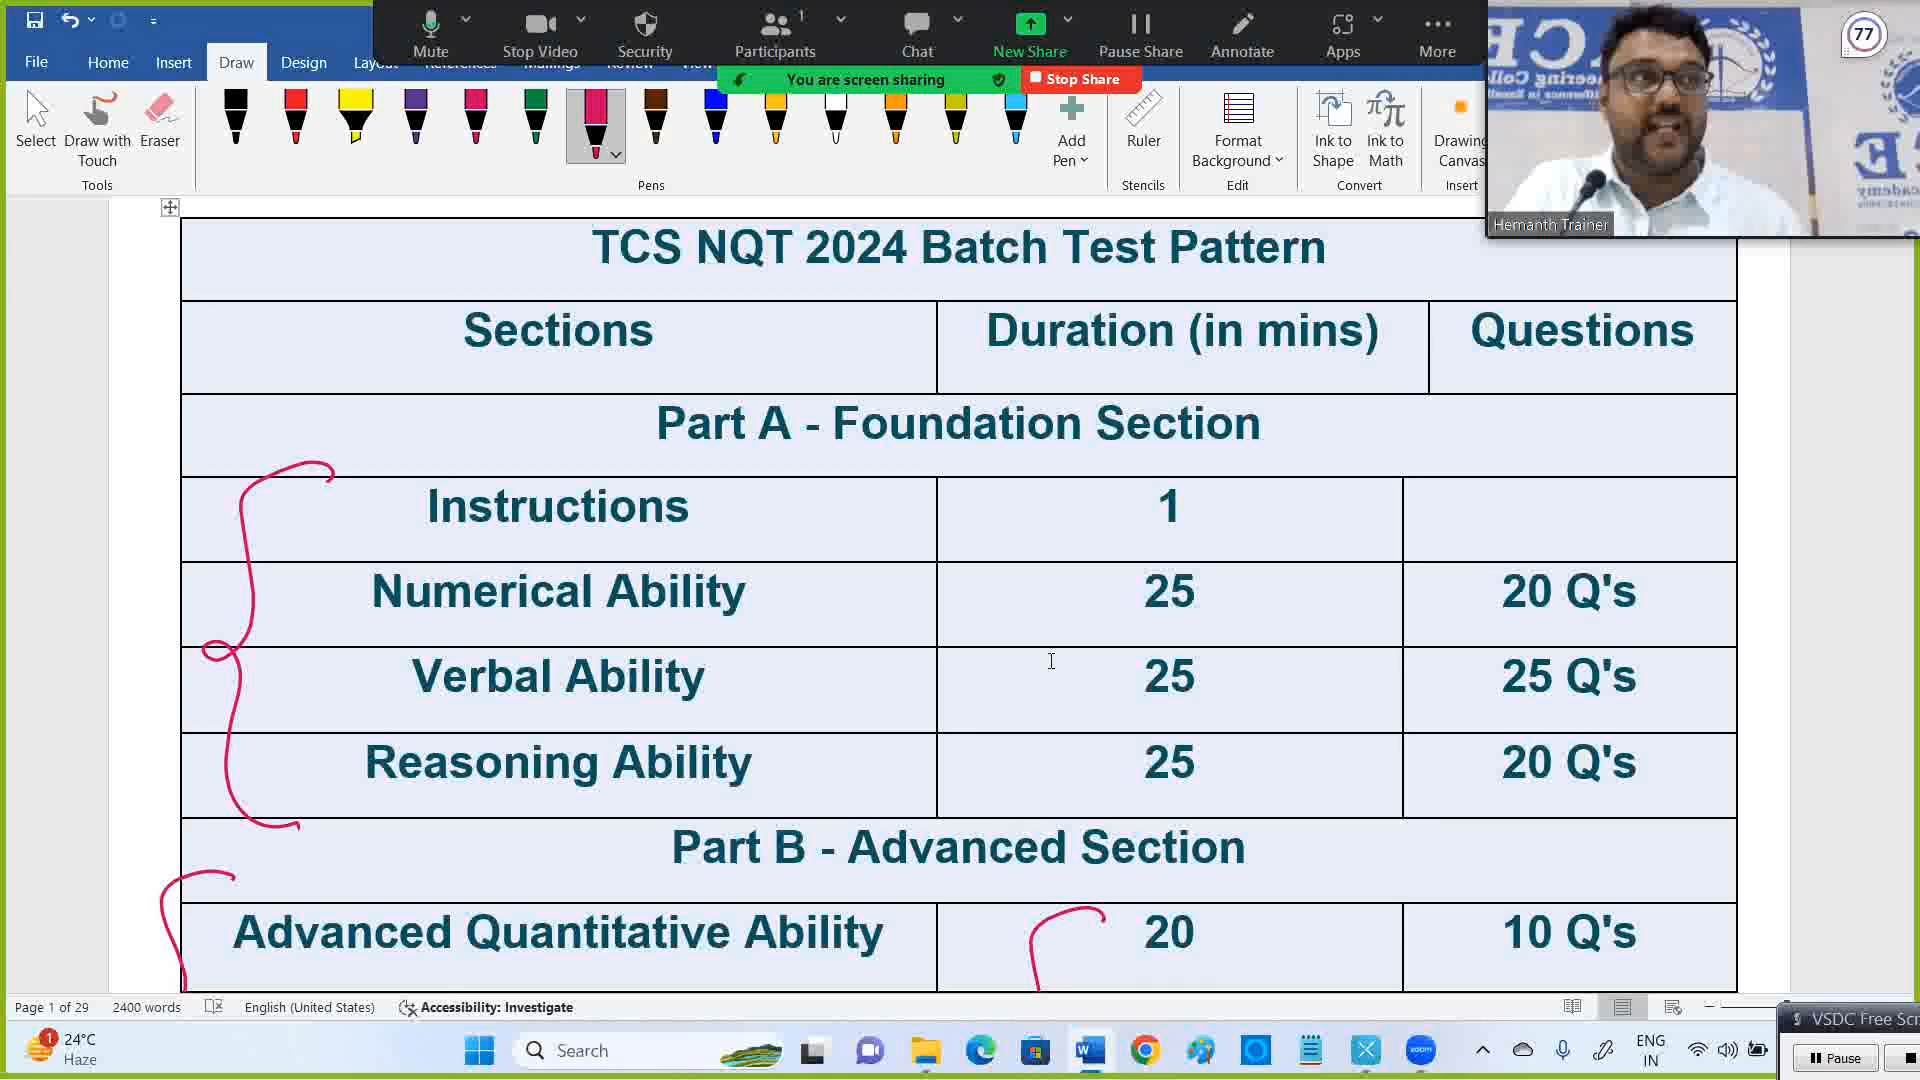 Mute
Stop Video
Security
Participants
1
Chat
New Share
Pause Share
Annotate
Apps
More
77
File
Home
Insert
Draw
Design
You are screen sharing
Stop Share
Select
Draw with Touch
Eraser
Tools
Pens
Add Pen
Ruler
Stencils
Format Background
Edit
Ink to Shape
Ink to Math
Convert
Drawing Canvas
Insert
Hemanth Trainer
TCS NQT 2024 Batch Test Pattern
Sections Duration (in mins) Questions
Part A - Foundation Section
Instructions 1
Numerical Ability 25 20 Q's
Verbal Ability 25 25 Q's
Reasoning Ability 25 20 Q's
Part B - Advanced Section
Advanced Quantitative Ability 20 10 Q's
Page 1 of 29 2400 words English (United States) Accessibility: Investigate
VSDC Free Scr
Pause
1
24°C
Haze
Search
zoom
ENG
IN